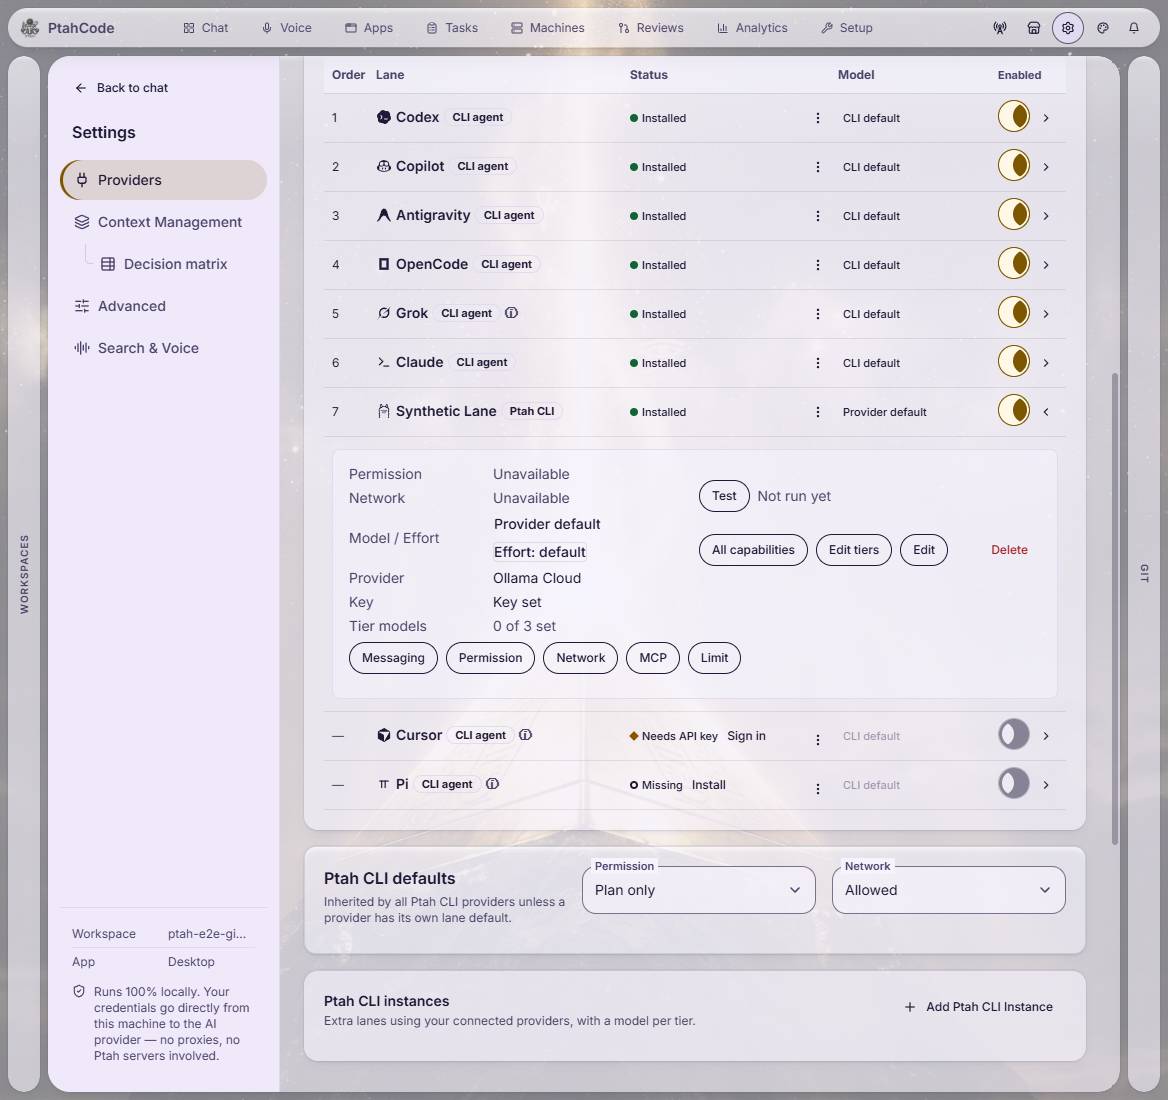 PtahCode
Chat
Voice
Apps
Tasks
Machines
Reviews
Analytics
Setup
WORKSPACES
Back to chat
Settings
Providers
Context Management
Decision matrix
Advanced
Search & Voice
Workspace ptah-e2e-gi...
App Desktop
Runs 100% locally. Your
credentials go directly from
this machine to the AI
provider — no proxies, no
Ptah servers involved.
Order Lane Status Model Enabled
1 Codex CLI agent Installed CLI default
2 Copilot CLI agent Installed CLI default
3 Antigravity CLI agent Installed CLI default
4 OpenCode CLI agent Installed CLI default
5 Grok CLI agent Installed CLI default
6 Claude CLI agent Installed CLI default
7 Synthetic Lane Ptah CLI Installed Provider default
Permission Unavailable
Network Unavailable
Model / Effort Provider default
Effort: default
Provider Ollama Cloud
Key Key set
Tier models 0 of 3 set
Test Not run yet
All capabilities Edit tiers Edit Delete
Messaging Permission Network MCP Limit
— Cursor CLI agent Needs API key Sign in CLI default
— Pi CLI agent Missing Install CLI default
Ptah CLI defaults
Inherited by all Ptah CLI providers unless a
provider has its own lane default.
Permission
Plan only
Network
Allowed
Ptah CLI instances
Extra lanes using your connected providers, with a model per tier.
Add Ptah CLI Instance
GIT